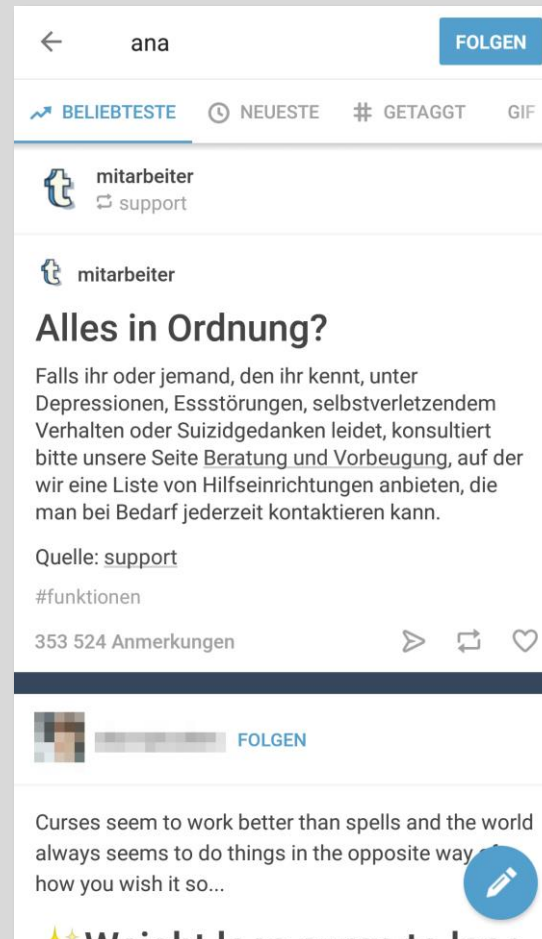 ana
FOLGEN
BELIEBTESTE NEUESTE GETAGGT GIF
mitarbeiter
support
mitarbeiter
Alles in Ordnung?
Falls ihr oder jemand, den ihr kennt, unter
Depressionen, Essstörungen, selbstverletzendem
Verhalten oder Suizidgedanken leidet, konsultiert
bitte unsere Seite Beratung und Vorbeugung, auf der
wir eine Liste von Hilfseinrichtungen anbieten, die
man bei Bedarf jederzeit kontaktieren kann.
Quelle: support
#funktionen
353 524 Anmerkungen
FOLGEN
Curses seem to work better than spells and the world
always seems to do things in the opposite way
how you wish it so...